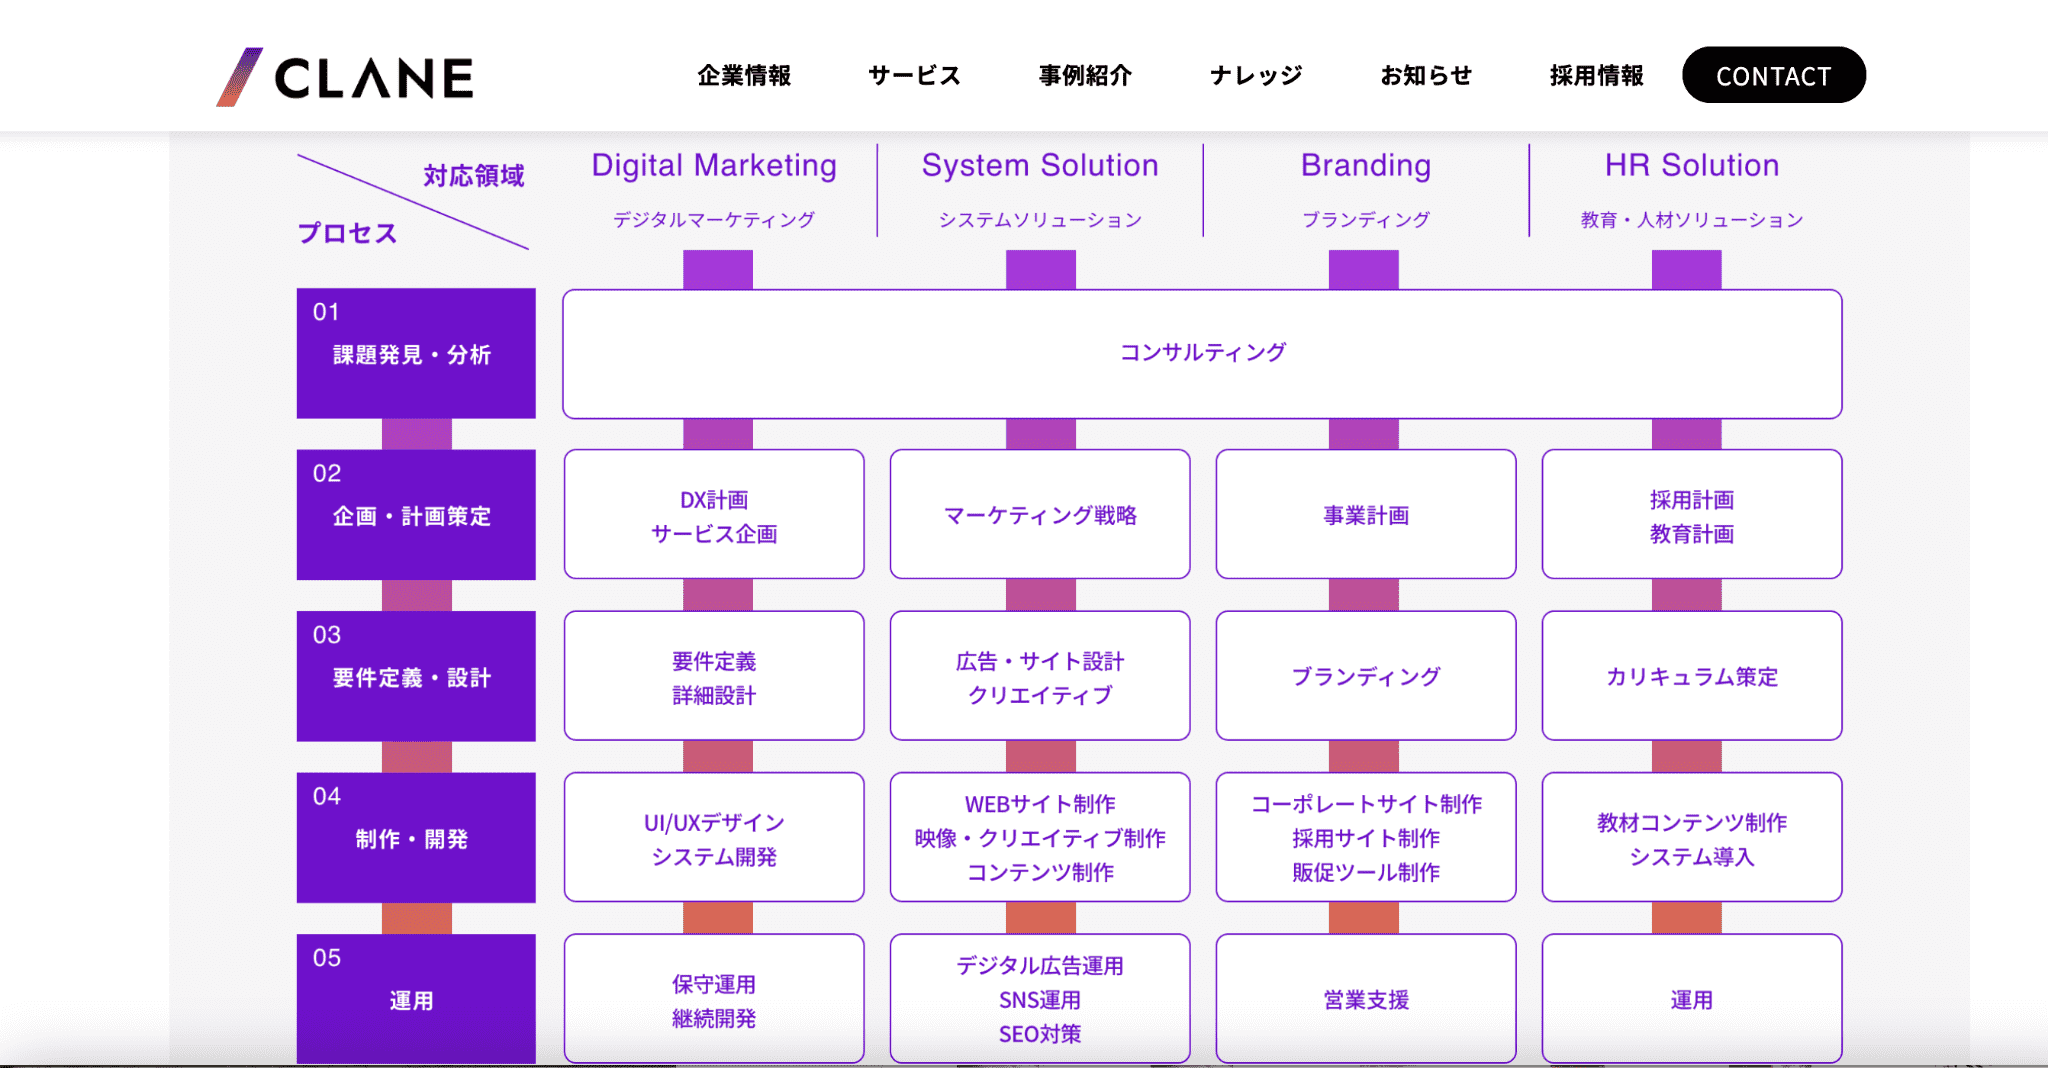 CLANE
企業情報
サービス
事例紹介
ナレッジ
お知らせ
採用情報
CONTACT
対応領域
プロセス
Digital Marketing
デジタルマーケティング
System Solution
システムソリューション
Branding
ブランディング
HR Solution
教育・人材ソリューション
01
課題発見・分析
コンサルティング
02
企画・計画策定
DX計画
サービス企画
マーケティング戦略
事業計画
採用計画
教育計画
03
要件定義・設計
要件定義
詳細設計
広告・サイト設計
クリエイティブ
ブランディング
カリキュラム策定
04
制作・開発
UI/UXデザイン
システム開発
WEBサイト制作
映像・クリエイティブ制作
コンテンツ制作
コーポレートサイト制作
採用サイト制作
販促ツール制作
教材コンテンツ制作
システム導入
05
運用
保守運用
継続開発
デジタル広告運用
SNS運用
SEO対策
営業支援
運用